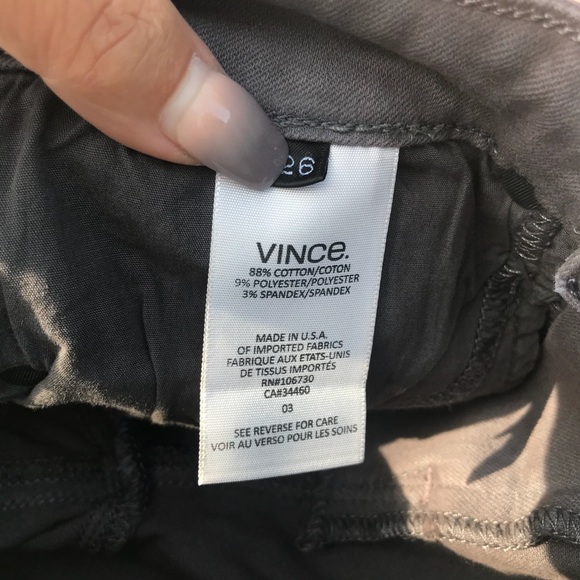 26
VINCE.
88% COTTON/COTON
9% POLYESTER/POLYESTER
3% SPANDEX/SPANDEX
MADE IN U.S.A.
OF IMPORTED FABRICS
FABRIQUE AUX ETATS-UNIS
DE TISSUS IMPORTÉS
RN#106730
CA#34460
03
SEE REVERSE FOR CARE
VOIR AU VERSO POUR LES SOINS